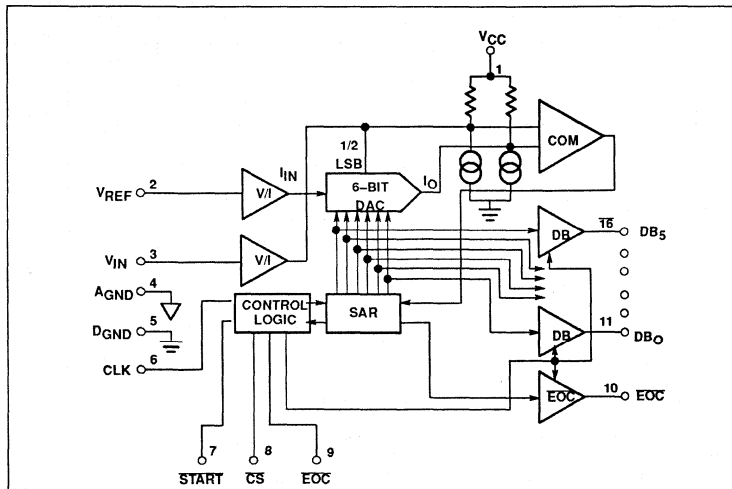 VCC
1
COM
1/2
LSB
IIN
IO
VREF
2
V/I
6-BIT
DAC
16
DB
DB5
VIN
3
V/I
AGND
4
CONTROL
LOGIC
SAR
DGND
5
DB
11
DB0
6
CLK
EOC
10
EOC
7
8
9
START
CS
EOC